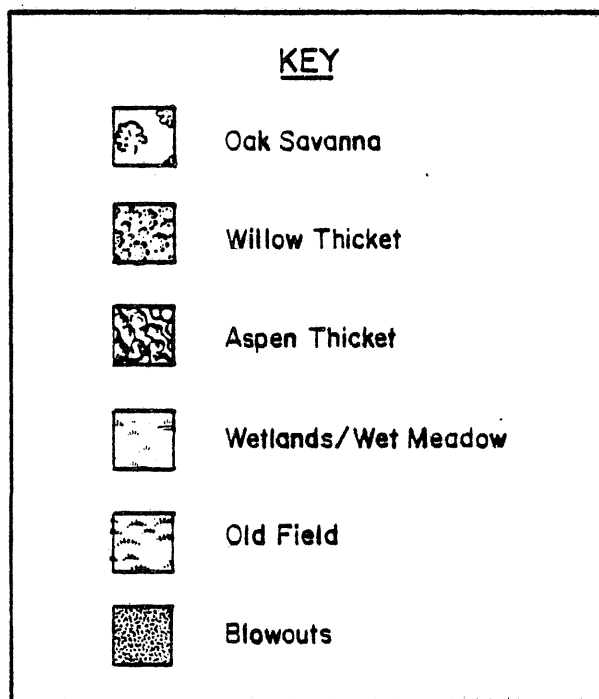 KEY
Oak Savanna
Willow Thicket
Aspen Thicket
Wetlands/Wet Meadow
Old Field
Blowouts